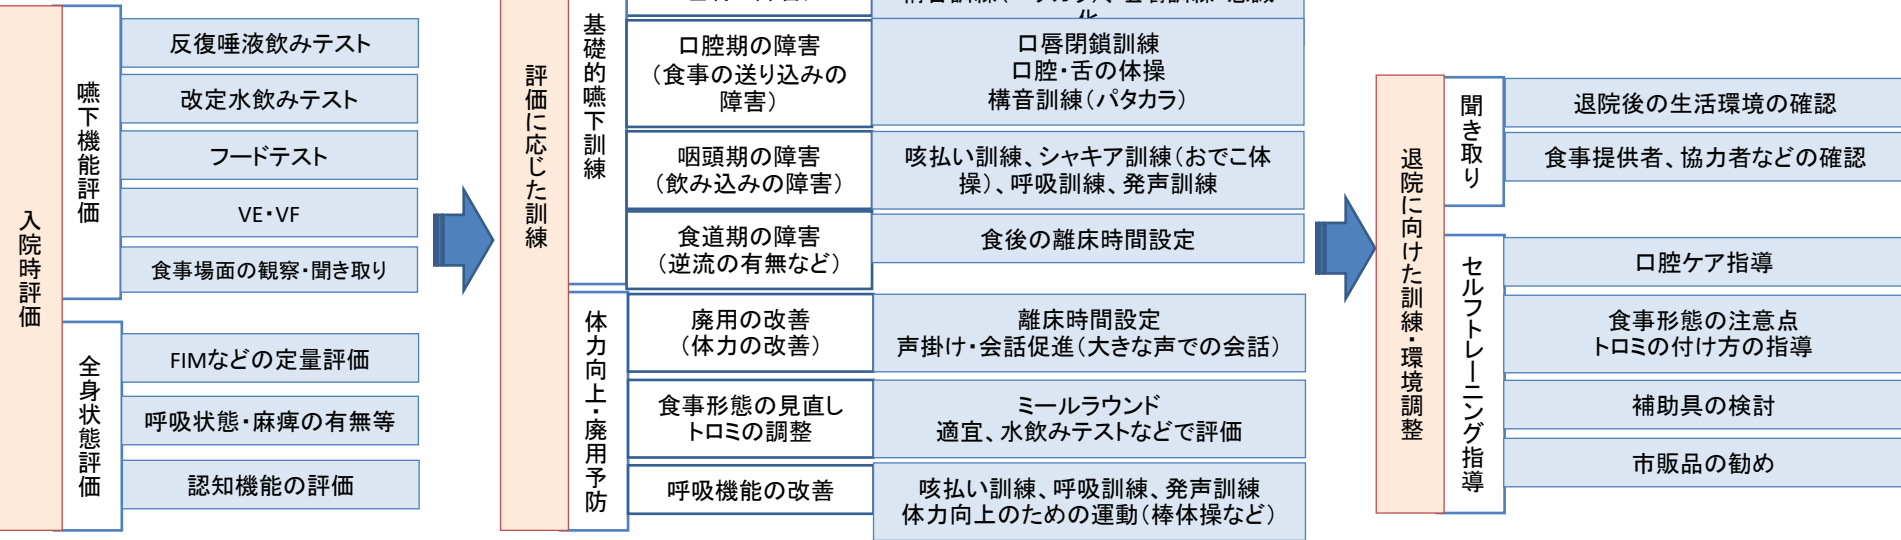 入院時評価
嚥下機能評価
反復唾液飲みテスト
改定水飲みテスト
フードテスト
VE・VF
食事場面の観察・聞き取り
全身状態評価
FIMなどの定量評価
呼吸状態・麻痺の有無等
認知機能の評価
評価に応じた訓練
基礎的嚥下訓練
化
口腔期の障害
(食事の送り込みの
障害)
口唇閉鎖訓練
口腔・舌の体操
構音訓練(パタカラ)
咽頭期の障害
(飲み込みの障害)
咳払い訓練、シャキア訓練(おでこ体
操)、呼吸訓練、発声訓練
食道期の障害
(逆流の有無など)
食後の離床時間設定
体力向上・廃用予防
廃用の改善
(体力の改善)
離床時間設定
声掛け・会話促進(大きな声での会話)
食事形態の見直し
トロミの調整
ミールラウンド
適宜、水飲みテストなどで評価
呼吸機能の改善
咳払い訓練、呼吸訓練、発声訓練
体力向上のための運動(棒体操など)
退院に向けた訓練・環境調整
聞き取り
退院後の生活環境の確認
食事提供者、協力者などの確認
セルフトレーニング指導
口腔ケア指導
食事形態の注意点
トロミの付け方の指導
補助具の検討
市販品の勧め